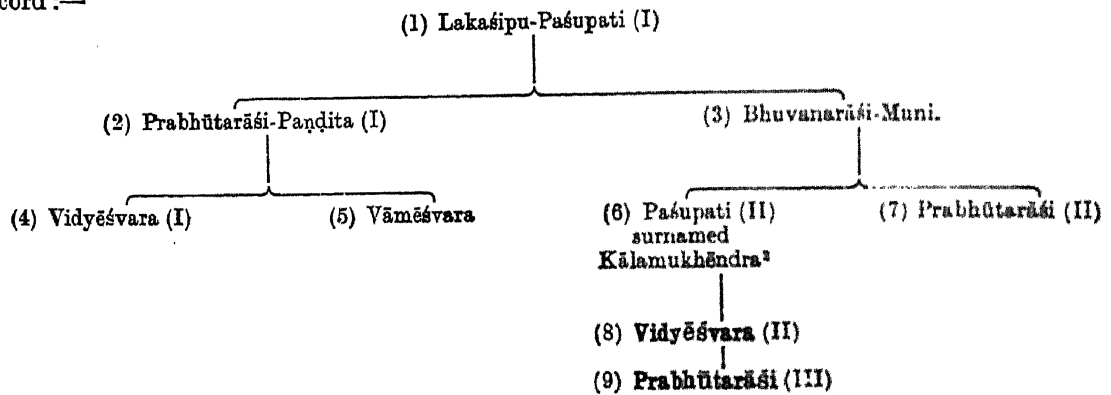 cord :—
(1) Lakaśipu-Paśupati (I)
(2) Prabhūtarāśi-Paṇḍita (I) (3) Bhuvanarāśi-Muni.
(4) Vidyēśvara (I) (5) Vāmēśvara (6) Paśupati (II) (7) Prabhūtarāśi (II)
surnamed
Kālamukhēndra²
(8) Vidyēśvara (II)
(9) Prabhūtarāśi (III)